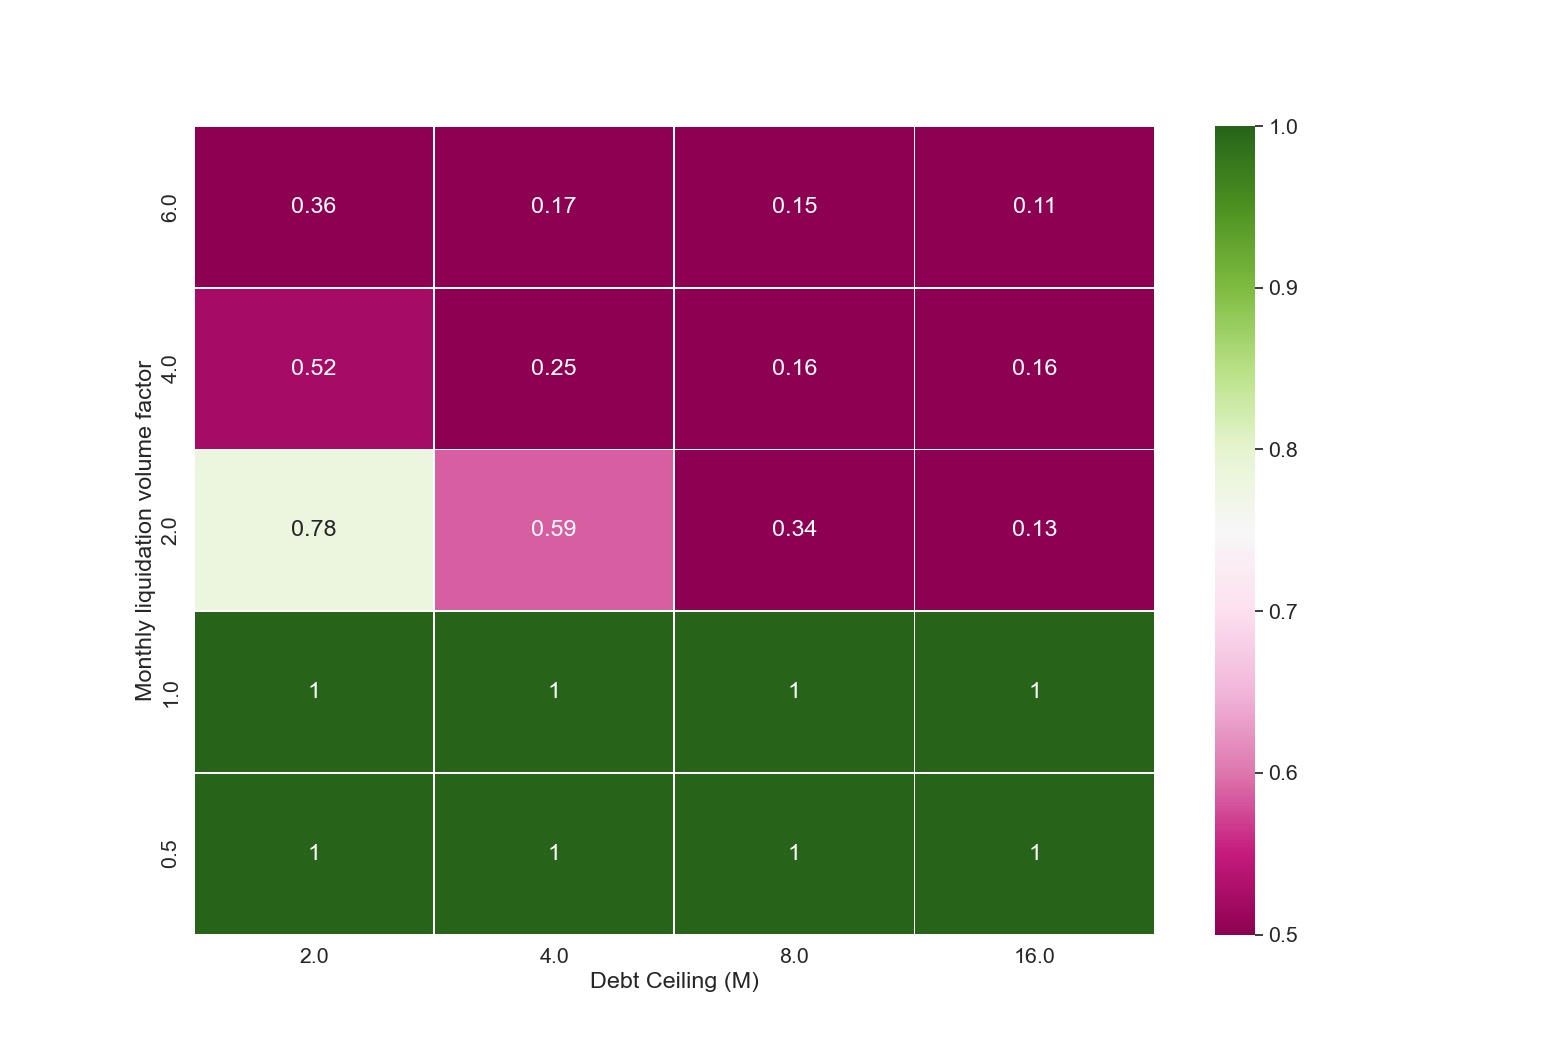 Monthly liquidation volume factor
6.0 0.36 0.17 0.15 0.11
4.0 0.52 0.25 0.16 0.16
2.0 0.78 0.59 0.34 0.13
1.0 1 1 1 1
0.5 1 1 1 1
2.0 4.0 8.0 16.0
Debt Ceiling (M)
1.0
0.9
0.8
0.7
0.6
0.5